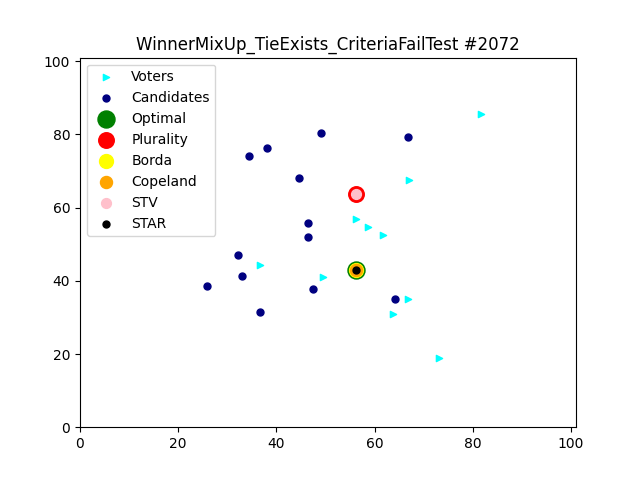 WinnerMixUp_TieExists_CriteriaFailTest #2072
100
80
60
40
20
0
Voters
Candidates
Optimal
Plurality
Borda
Copeland
STV
STAR
0 20 40 60 80 100